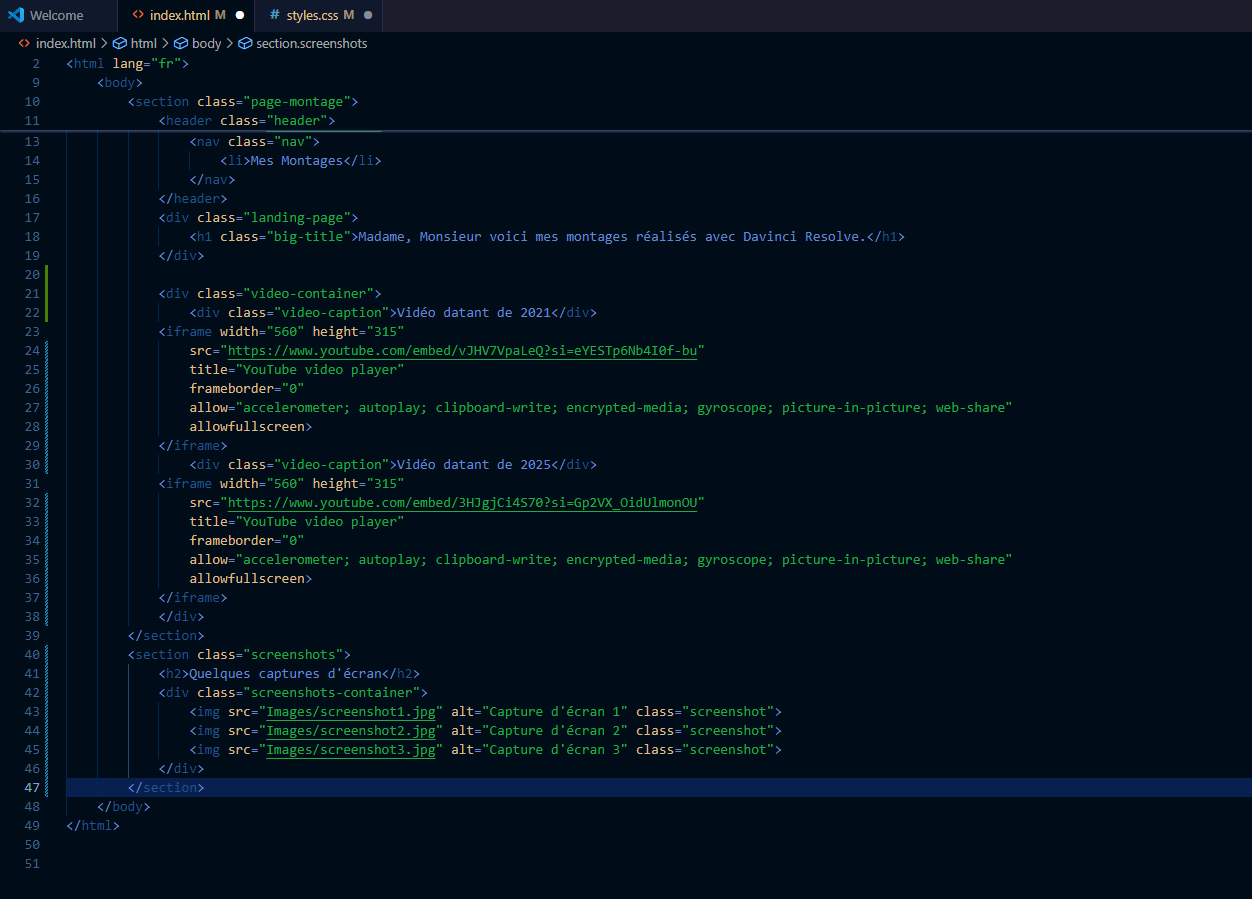 Welcome
index.html M
# styles.css M
index.html > html > body > section.screenshots
2 <html lang="fr">
9 <body>
10 <section class="page-montage">
11 <header class="header">
13 <nav class="nav">
14 <li>Mes Montages</li>
15 </nav>
16 </header>
17 <div class="landing-page">
18 <h1 class="big-title">Madame, Monsieur voici mes montages réalisés avec Davinci Resolve.</h1>
19 </div>
20
21 <div class="video-container">
22 <div class="video-caption">Vidéo datant de 2021</div>
23 <iframe width="560" height="315"
24 src="https://www.youtube.com/embed/vJHV7VpaLeQ?si=eYESTp6Nb4I0f-bu"
25 title="YouTube video player"
26 frameborder="0"
27 allow="accelerometer; autoplay; clipboard-write; encrypted-media; gyroscope; picture-in-picture; web-share"
28 allowfullscreen>
29 </iframe>
30 <div class="video-caption">Vidéo datant de 2025</div>
31 <iframe width="560" height="315"
32 src="https://www.youtube.com/embed/3HJgjCi4S70?si=Gp2VX_OidUlmonOU"
33 title="YouTube video player"
34 frameborder="0"
35 allow="accelerometer; autoplay; clipboard-write; encrypted-media; gyroscope; picture-in-picture; web-share"
36 allowfullscreen>
37 </iframe>
38 </div>
39 </section>
40 <section class="screenshots">
41 <h2>Quelques captures d'écran</h2>
42 <div class="screenshots-container">
43 <img src="Images/screenshot1.jpg" alt="Capture d'écran 1" class="screenshot">
44 <img src="Images/screenshot2.jpg" alt="Capture d'écran 2" class="screenshot">
45 <img src="Images/screenshot3.jpg" alt="Capture d'écran 3" class="screenshot">
46 </div>
47 </section>
48 </body>
49 </html>
50
51